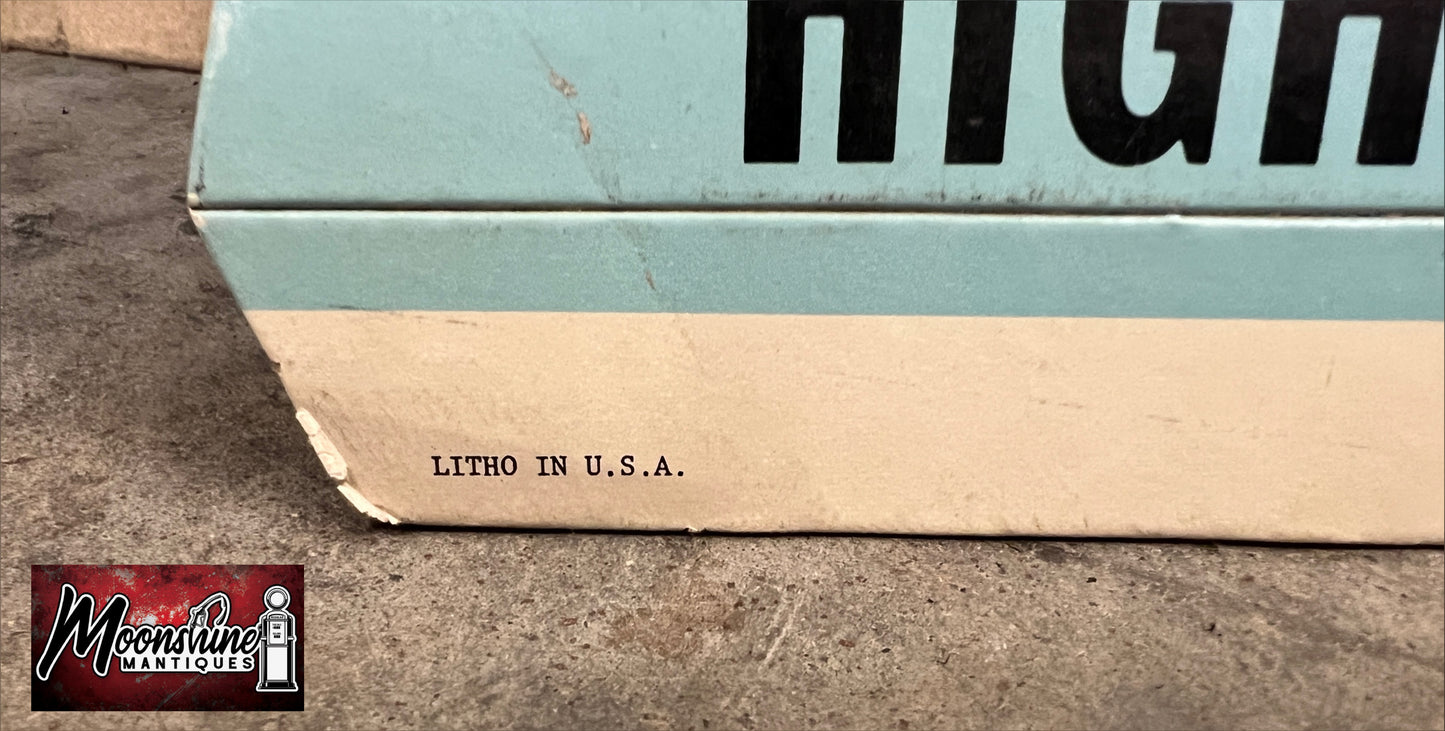 HIGH
LITHO IN U.S.A.
Moonshine
MANTIQUES